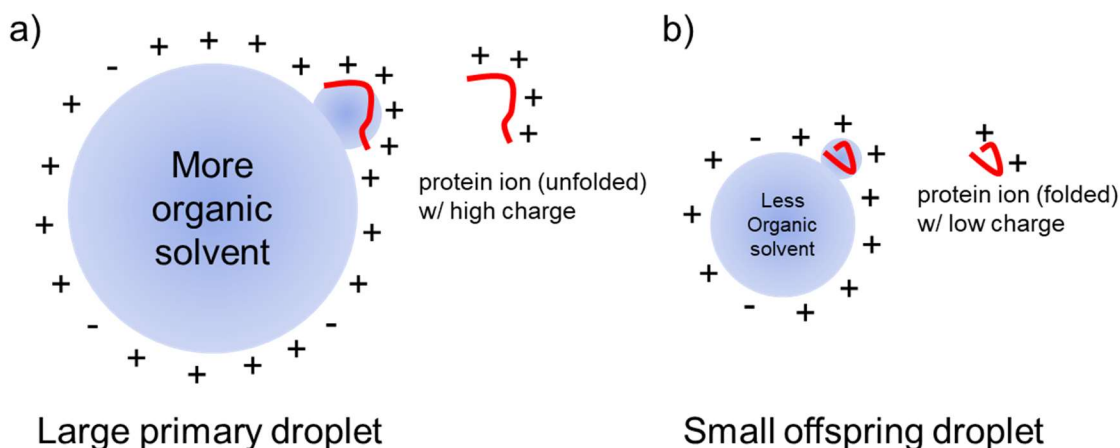 a)
More
organic
solvent
protein ion (unfolded)
w/ high charge
Large primary droplet
b)
Less
Organic
solvent
protein ion (folded)
w/ low charge
Small offspring droplet